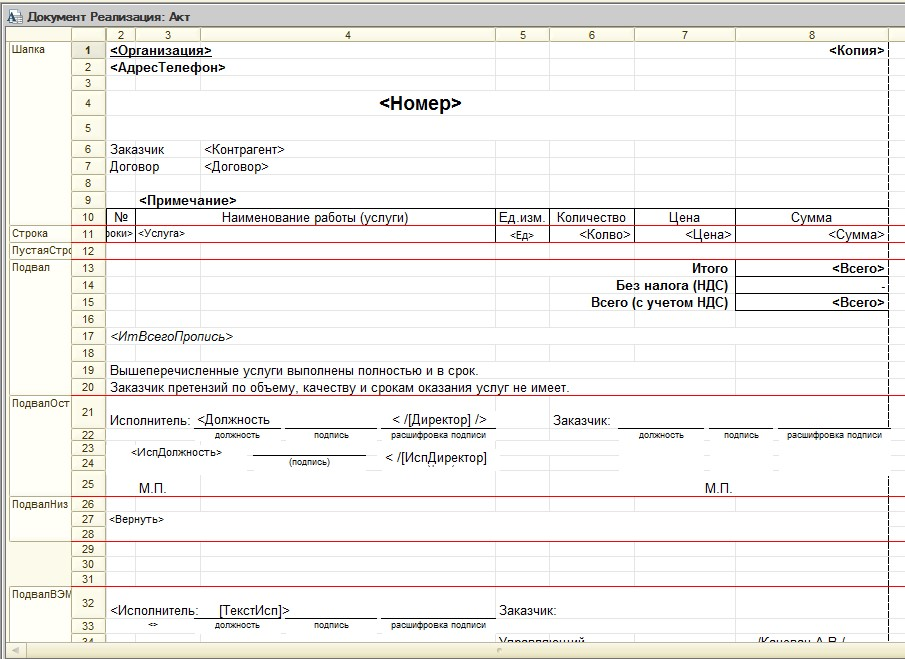 Документ Реализация: Акт
2 3 4 5 6 7 8
Шапка 1 <Организация> <Копия>
2 <АдресТелефон>
3
4 <Номер>
5
6 Заказчик <Контрагент>
7 Договор <Договор>
8
9 <Примечание>
10 № Наименование работы (услуги) Ед.изм. Количество Цена Сумма
Строка 11 роки> <Услуга> <Ед> <Колво> <Цена> <Сумма>
ПустаяСтро 12
Подвал 13 Итого <Всего>
14 Без налога (НДС) -
15 Всего (с учетом НДС) <Всего>
16
17 <ИтВсегоПропись>
18
19 Вышеперечисленные услуги выполнены полностью и в срок.
20 Заказчик претензий по объему, качеству и срокам оказания услуг не имеет.
ПодвалОст 21 Исполнитель: <Должность < /[Директор] /> Заказчик:
22 должность подпись расшифровка подписи должность подпись расшифровка подписи
23 <ИспДолжность>
24 (подпись) < /[ИспДиректор]
25 М.П. М.П.
ПодвалНиз 26
27 <Вернуть>
28
29
30
31
ПодвалВЭМ 32 <Исполнитель: [ТекстИсп]> Заказчик:
33 <> должность подпись расшифровка подписи
34 Управляющий